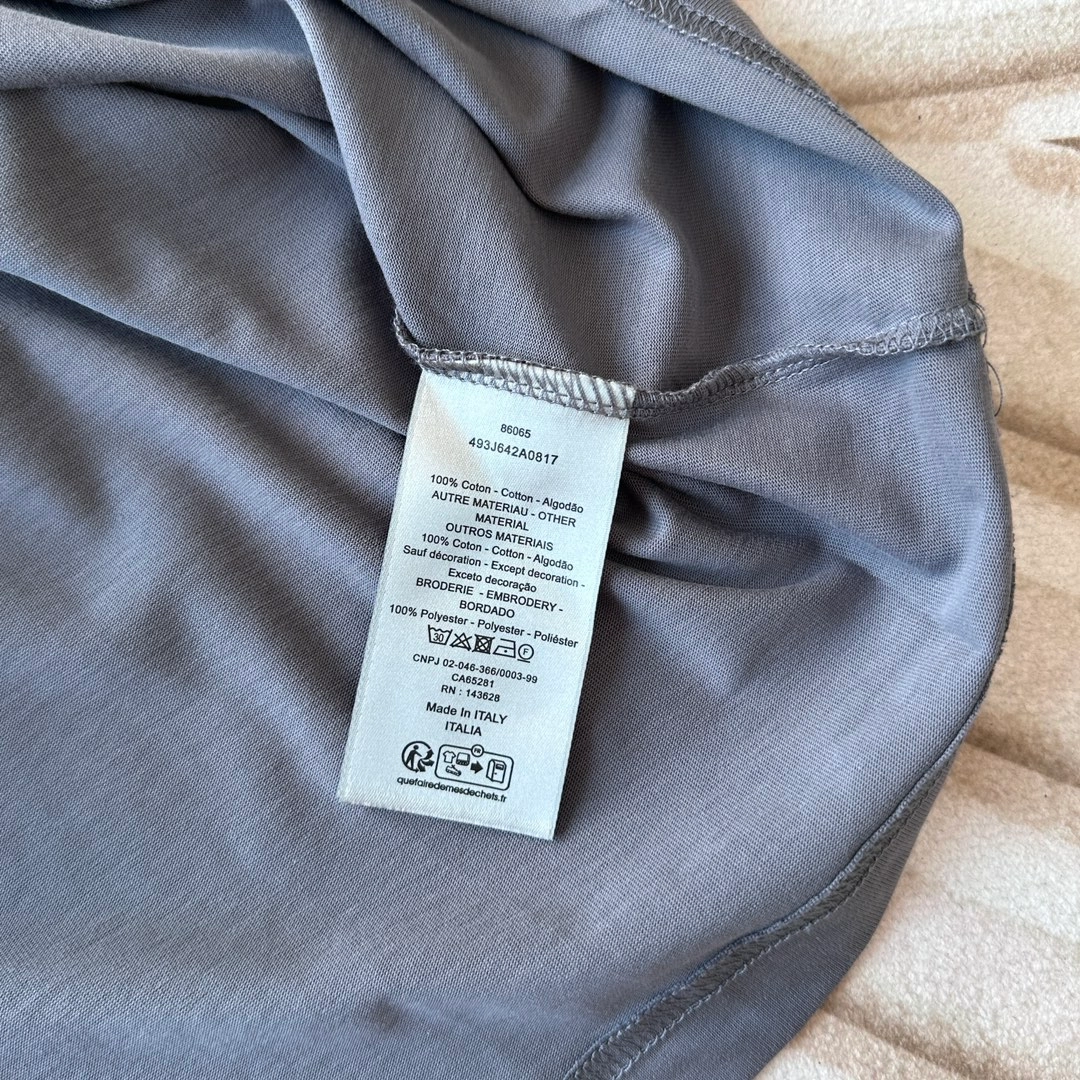 86065
493J642A0817
100% Coton - Cotton - Algodão
AUTRE MATERIAU - OTHER
MATERIAL
OUTROS MATERIAIS
100% Coton - Cotton - Algodão
Sauf décoration - Except decoration -
Exceto decoração
BRODERIE - EMBRODERY -
BORDADO
100% Polyester - Polyester - Poliéster
30 F
CNPJ 02-046-366/0003-99
CA65281
RN : 143628
Made In ITALY
ITALIA
FR
quefairedemesdechets.fr